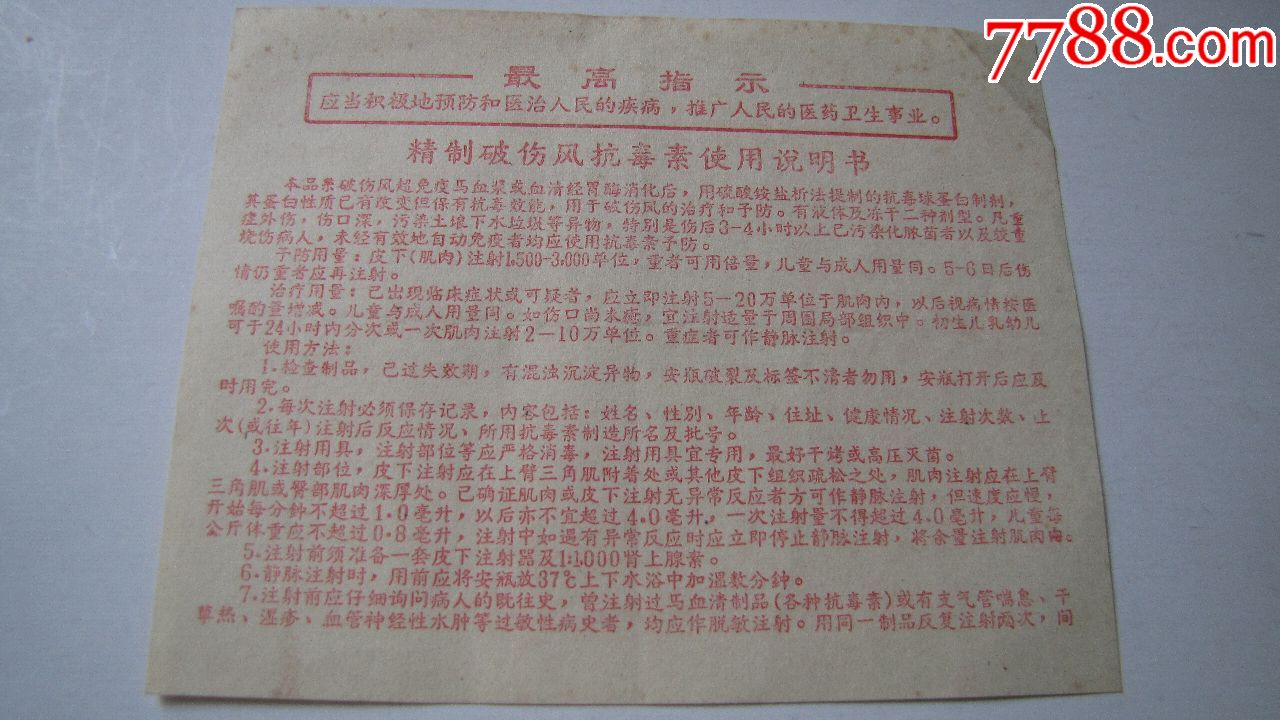 7788.com
最高指示
应当积极地预防和医治人民的疾病，推广人民的医药卫生事业。
精制破伤风抗毒素使用说明书
本品系破伤风超免疫马血浆或血清经胃酶消化后，用硫酸铵盐析法提制的抗毒球蛋白制剂，
其蛋白性质已有改变但保有抗毒效能，用于破伤风的治疗和予防。有液体及冻干二种剂型。凡重
症外伤，伤口深，污染土壤下水垃圾等异物，特别是伤后3-4小时以上已污染化脓菌者以及较重
烧伤病人，未经有效地自动免疫者均应使用抗毒素予防。
予防用量：皮下(肌肉)注射1,500-3,000单位，重者可用倍量，儿童与成人用量同。5-6日后伤
情仍重者应再注射。
治疗用量：已出现临床症状或可疑者，应立即注射5—20万单位于肌肉内，以后视病情按医
嘱酌量增减。儿童与成人用量同。如伤口尚未愈，宜注射适量于周围局部组织中。初生儿乳幼儿
可于24小时内分次或一次肌肉注射2—10万单位。重症者可作静脉注射。
使用方法：
1.检查制品，已过失效期，有混浊沉淀异物，安瓶破裂及标签不清者勿用，安瓶打开后应及
时用完。
2.每次注射必须保存记录，内容包括：姓名、性别、年龄、住址、健康情况、注射次数、上
次(或往年)注射后反应情况、所用抗毒素制造所名及批号。
3.注射用具，注射部位等应严格消毒，注射用具宜专用，最好干烤或高压灭菌。
4.注射部位，皮下注射应在上臂三角肌附着处或其他皮下组织疏松之处，肌肉注射应在上臂
三角肌或臀部肌肉深厚处。已确证肌肉或皮下注射无异常反应者方可作静脉注射，但速度应慢，
开始每分钟不超过1.0毫升，以后亦不宜超过4.0毫升，一次注射量不得超过4.0毫升，儿童每
公斤体重应不超过0.8毫升，注射中如遇有异常反应时应立即停止静脉注射，将余量注射肌肉内。
5.注射前须准备一套皮下注射器及1:1,000肾上腺素。
6.静脉注射时，用前应将安瓶放37℃上下水浴中加温数分钟。
7.注射前应仔细询问病人的既往史，曾注射过马血清制品(各种抗毒素)或有支气管喘息、干
草热、湿疹、血管神经性水肿等过敏性病史者，均应作脱敏注射。用同一制品反复注射两次，间